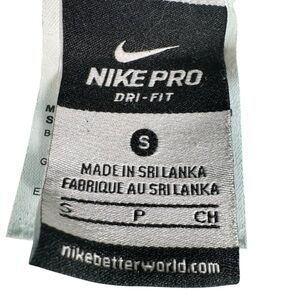 NIKE PRO
DRI-FIT
S
MADE IN SRI LANKA
FABRIQUE AU SRI LANKA
S P CH
nikebetterworld.com